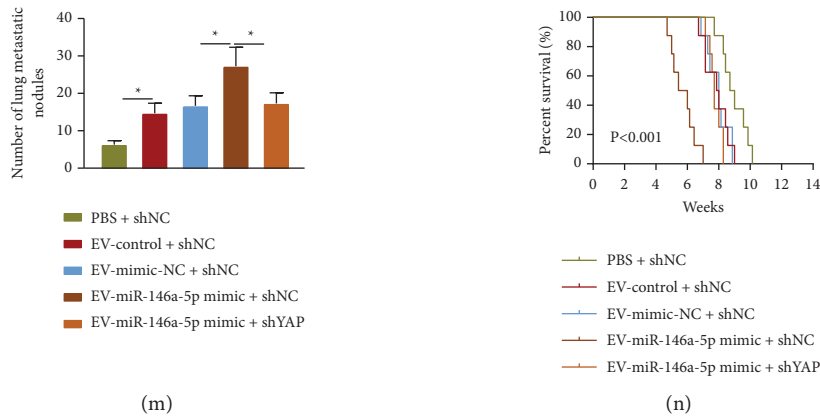 Number of lung metastatic
nodules
40
30
20
10
0
*
*
*
PBS + shNC
EV-control + shNC
EV-mimic-NC + shNC
EV-miR-146a-5p mimic + shNC
EV-miR-146a-5p mimic + shYAP
(m)
Percent survival (%)
100
80
60
40
20
0
P<0.001
0
2
4
6
8
10
12
14
Weeks
PBS + shNC
EV-control + shNC
EV-mimic-NC + shNC
EV-miR-146a-5p mimic + shNC
EV-miR-146a-5p mimic + shYAP
(n)